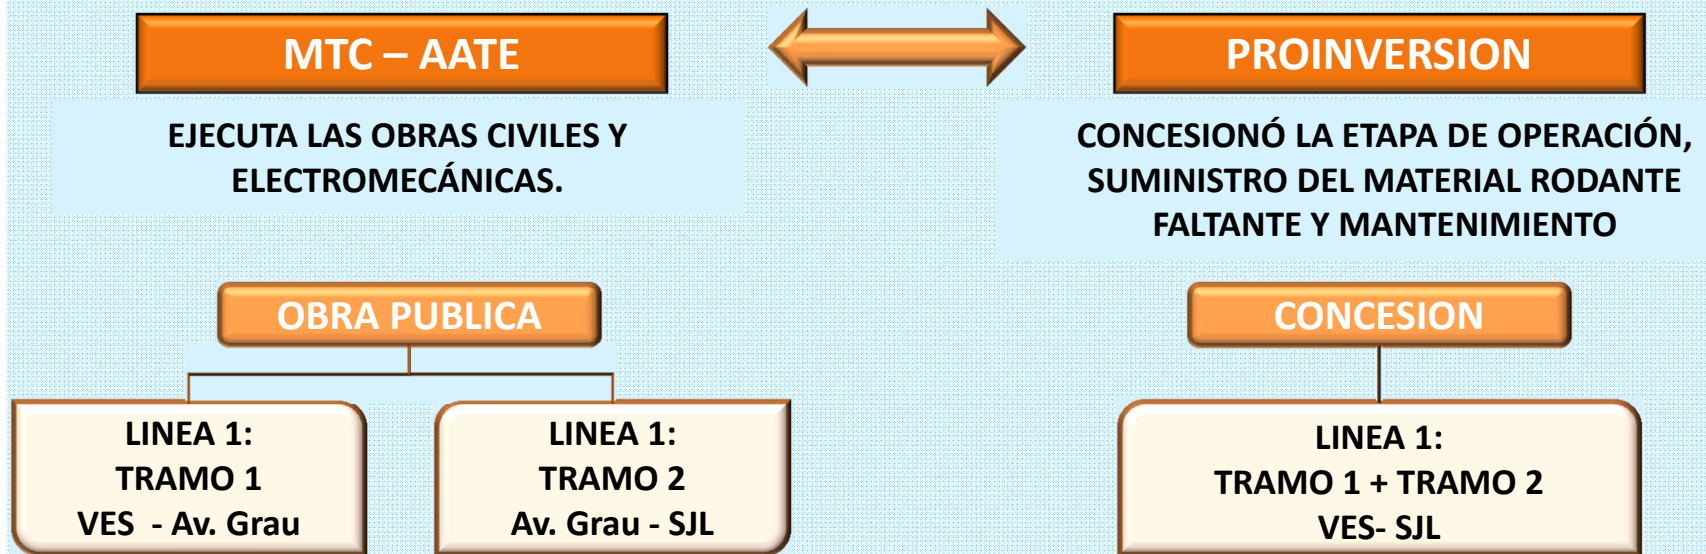 MTC – AATE
EJECUTA LAS OBRAS CIVILES Y
ELECTROMECÁNICAS.
OBRA PUBLICA
LINEA 1:
TRAMO 1
VES - Av. Grau
LINEA 1:
TRAMO 2
Av. Grau - SJL
PROINVERSION
CONCESIONÓ LA ETAPA DE OPERACIÓN,
SUMINISTRO DEL MATERIAL RODANTE
FALTANTE Y MANTENIMIENTO
CONCESION
LINEA 1:
TRAMO 1 + TRAMO 2
VES- SJL